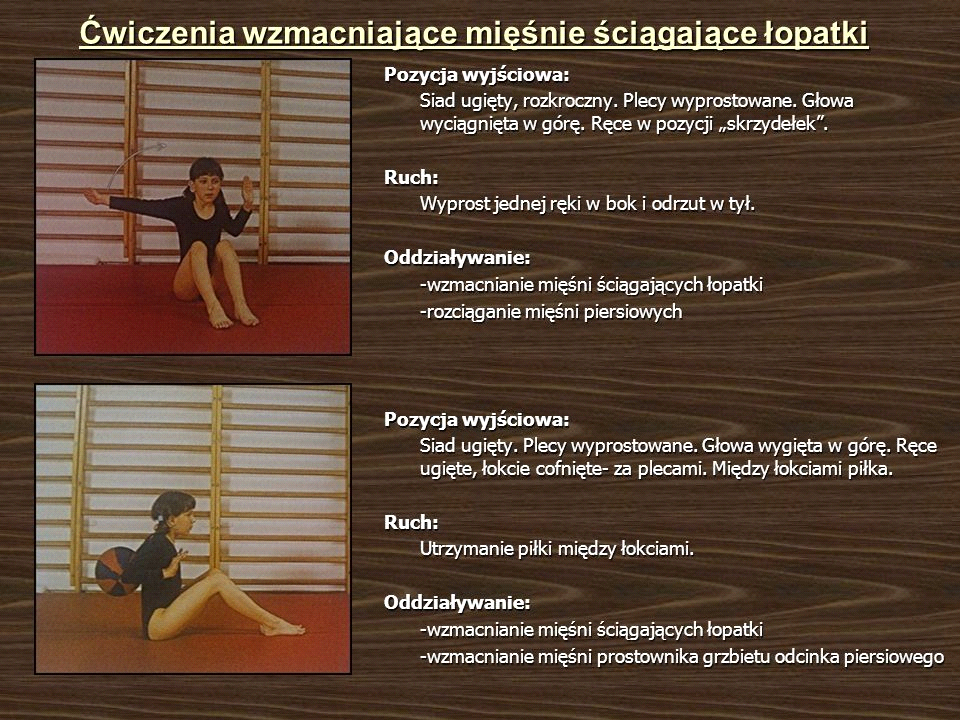 Ćwiczenia wzmacniające mięśnie ściągające łopatki
Pozycja wyjściowa:
Siad ugięty, rozkroczny. Plecy wyprostowane. Głowa
wyciągnięta w górę. Ręce w pozycji „skrzydełek”.
Ruch:
Wyprost jednej ręki w bok i odrzut w tył.
Oddziaływanie:
-wzmacnianie mięśni ściągających łopatki
-rozciąganie mięśni piersiowych
Pozycja wyjściowa:
Siad ugięty. Plecy wyprostowane. Głowa wygięta w górę. Ręce
ugięte, łokcie cofnięte- za plecami. Między łokciami piłka.
Ruch:
Utrzymanie piłki między łokciami.
Oddziaływanie:
-wzmacnianie mięśni ściągających łopatki
-wzmacnianie mięśni prostownika grzbietu odcinka piersiowego